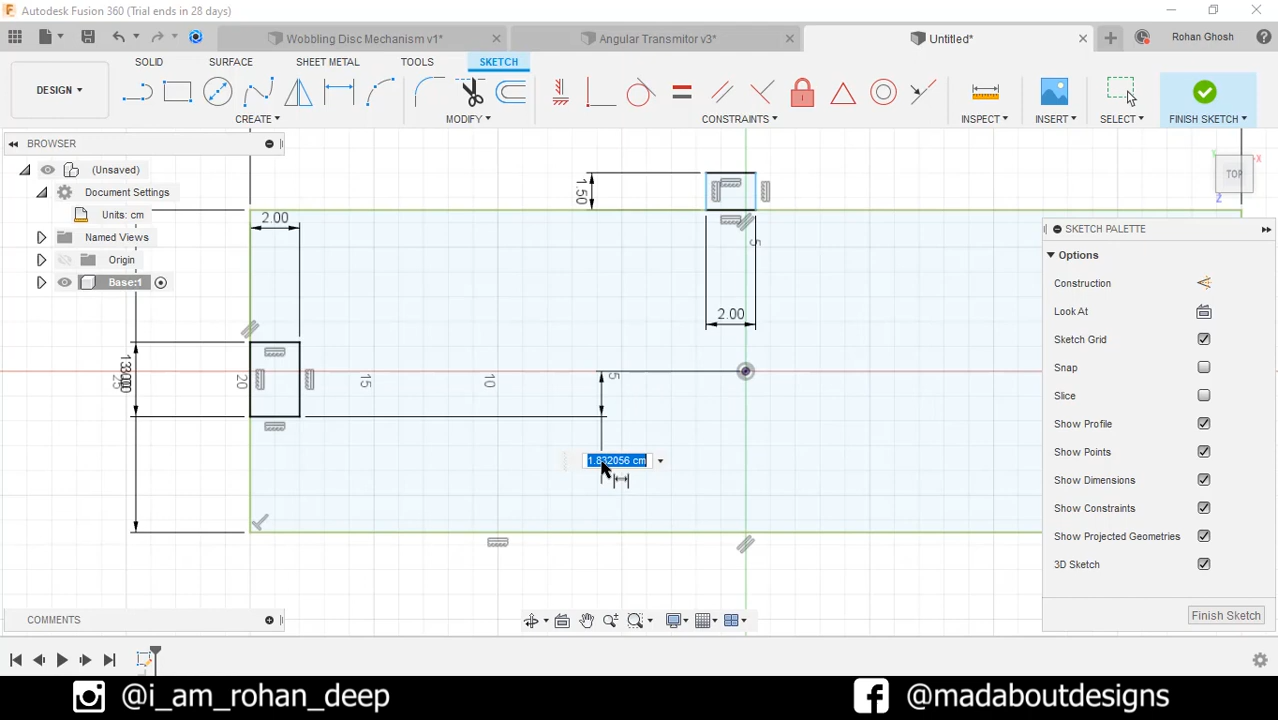 Autodesk Fusion 360 (Trial ends in 28 days)
Wobbling Disc Mechanism v1*
Angular Transmitor v3*
Untitled*
Rohan Ghosh
DESIGN
SOLID
SURFACE
SHEET METAL
TOOLS
SKETCH
CREATE
MODIFY
CONSTRAINTS
INSPECT
INSERT
SELECT
FINISH SKETCH
BROWSER
(Unsaved)
Document Settings
Units: cm
Named Views
Origin
Base:1
TOP
X
Y
Z
1.50
2.00
5
2.00
25
20
15
10
5
1.832056 cm
SKETCH PALETTE
Options
Construction
Look At
Sketch Grid
Snap
Slice
Show Profile
Show Points
Show Dimensions
Show Constraints
Show Projected Geometries
3D Sketch
Finish Sketch
COMMENTS
@i_am_rohan_deep
@madaboutdesigns